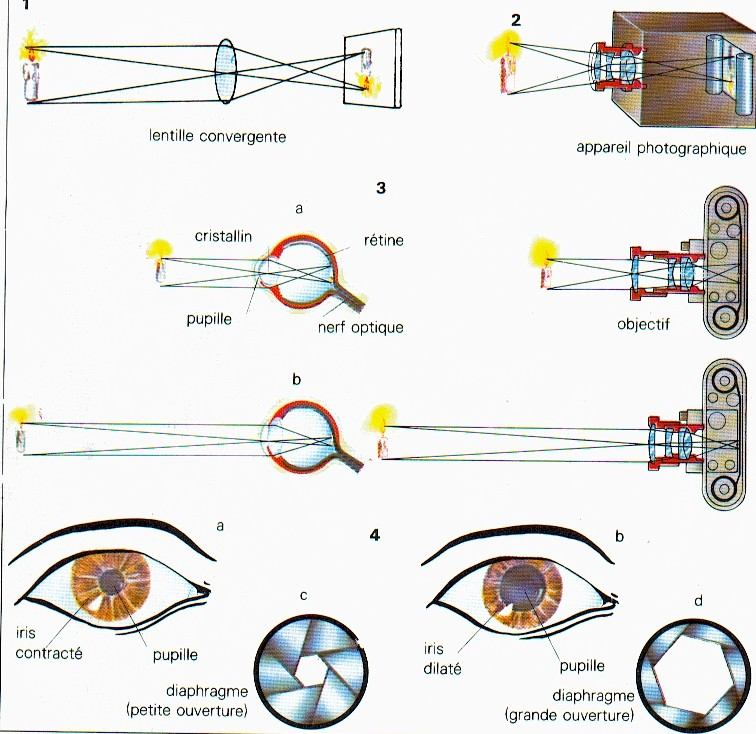 1
2
lentille convergente
appareil photographique
3
a
cristallin
rétine
pupille
nerf optique
objectif
b
4
a
iris
contracté
pupille
c
diaphragme
(petite ouverture)
b
iris
dilaté
pupille
d
diaphragme
(grande ouverture)